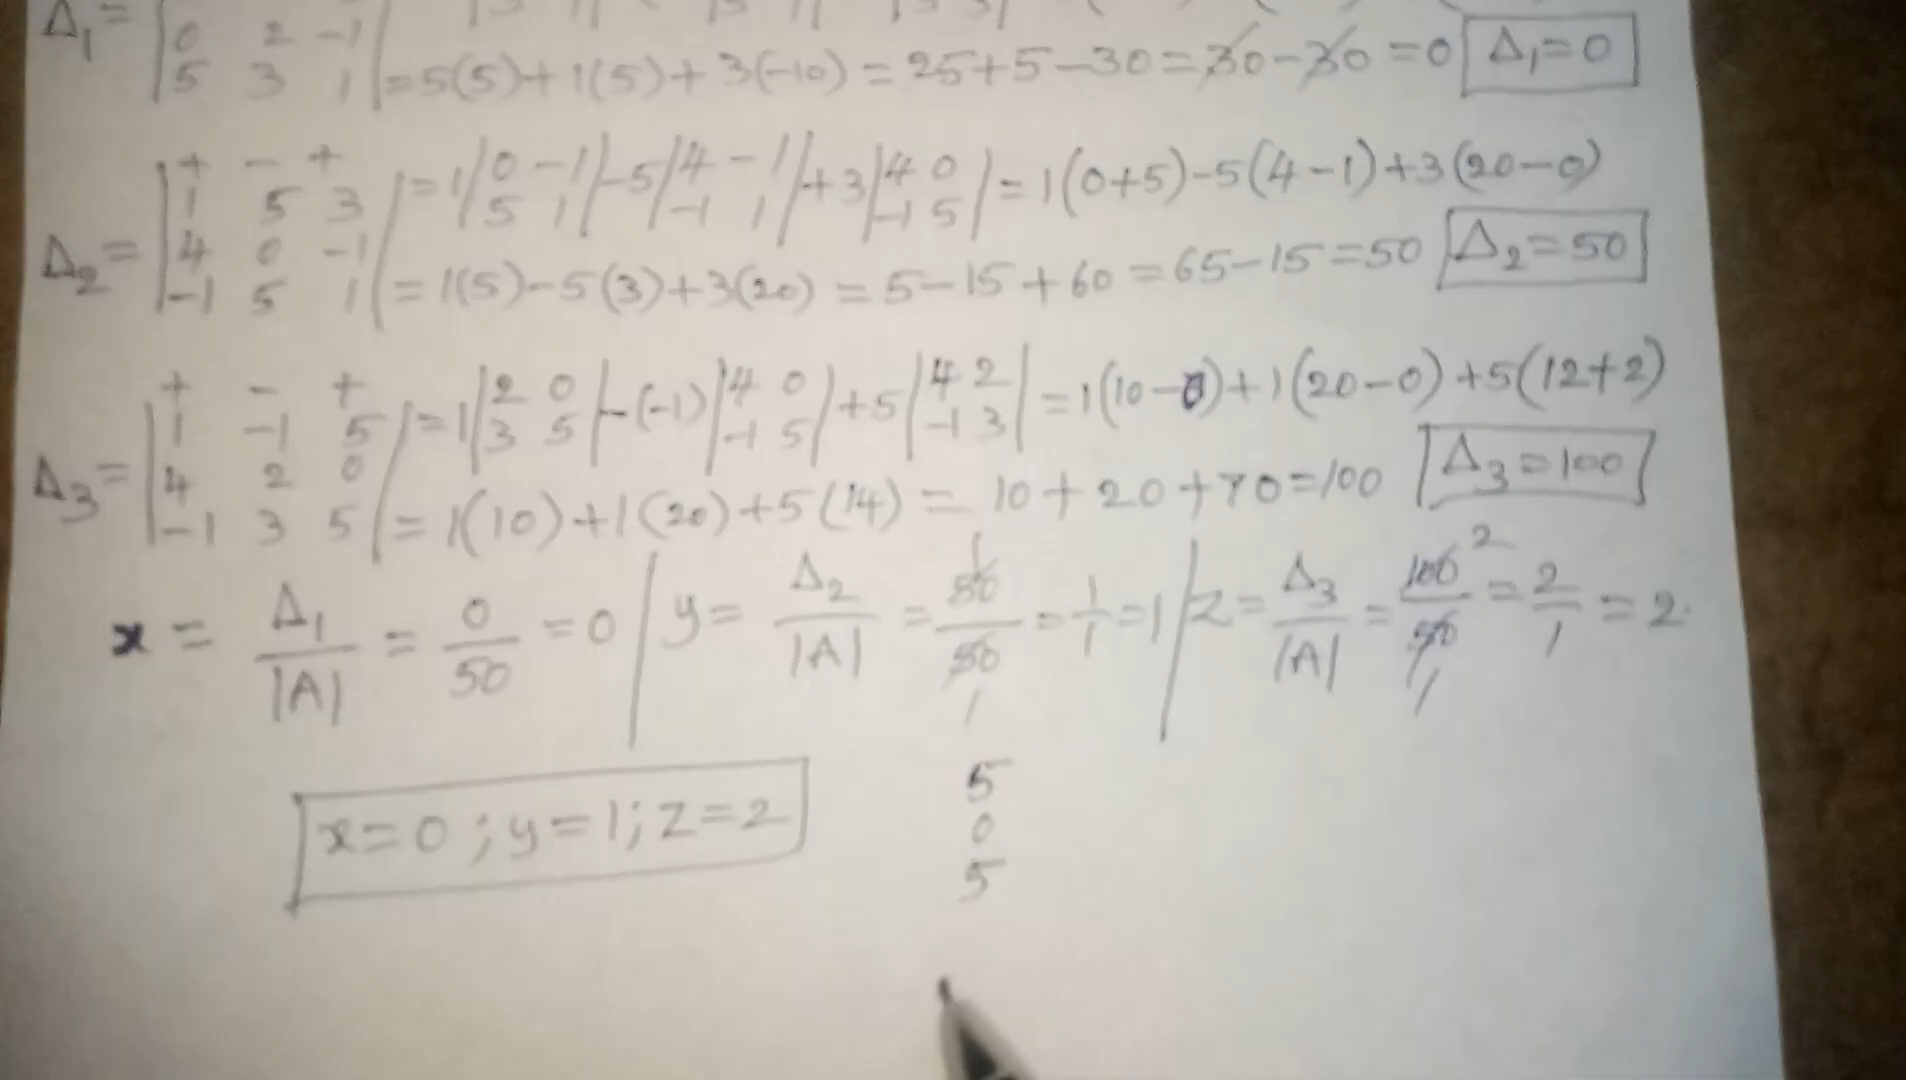 Δ₁ = | 0 2 -1 |
| 5 3 1 | = 5(5)+1(5)+3(-10) = 25+5-30 = 30-30 = 0 Δ₁=0
+ - +
Δ₂ = | 1 5 3 | = 1 | 0 -1 | -5 | 4 -1 | +3 | 4 0 | = 1(0+5)-5(4-1)+3(20-0)
| 4 0 -1 | | 5 1 | | -1 1 | | -1 5 |
| -1 5 1 | = 1(5)-5(3)+3(20) = 5-15+60 = 65-15 = 50 Δ₂=50
+ - +
Δ₃ = | 1 -1 5 | = 1 | 2 0 | -(-1) | 4 0 | +5 | 4 2 | = 1(10-0)+1(20-0)+5(12+2)
| 4 2 0 | | 3 5 | | -1 5 | | -1 3 |
| -1 3 5 | = 1(10)+1(20)+5(14) = 10+20+70=100 Δ₃=100
x = Δ₁/|A| = 0/50 = 0 | y = Δ₂/|A| = 50/50 = 1/1 = 1 | z = Δ₃/|A| = 100/50 = 2/1 = 2
x=0 ; y=1; z=2
5
0
5